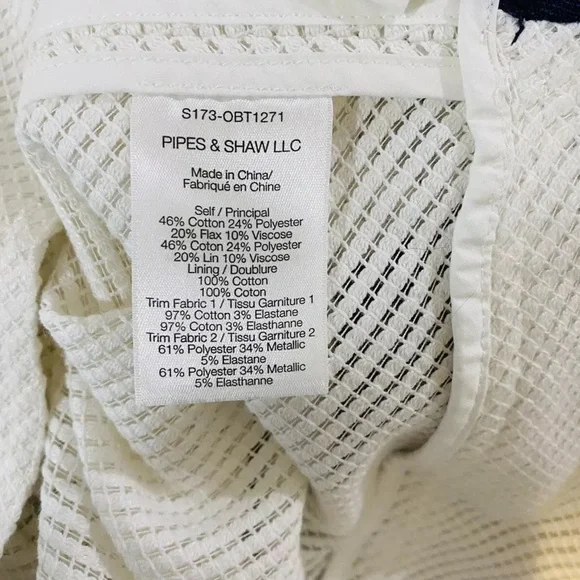 S173-OBT1271
PIPES & SHAW LLC
Made in China/
Fabriqué en Chine
Self / Principal
46% Cotton 24% Polyester
20% Flax 10% Viscose
46% Coton 24% Polyester
20% Lin 10% Viscose
Lining / Doublure
100% Cotton
100% Coton
Trim Fabric 1 / Tissu Garniture 1
97% Cotton 3% Elastane
97% Coton 3% Elasthanne
Trim Fabric 2 / Tissu Garniture 2
61% Polyester 34% Metallic
5% Elastane
61% Polyester 34% Metallic
5% Elasthanne